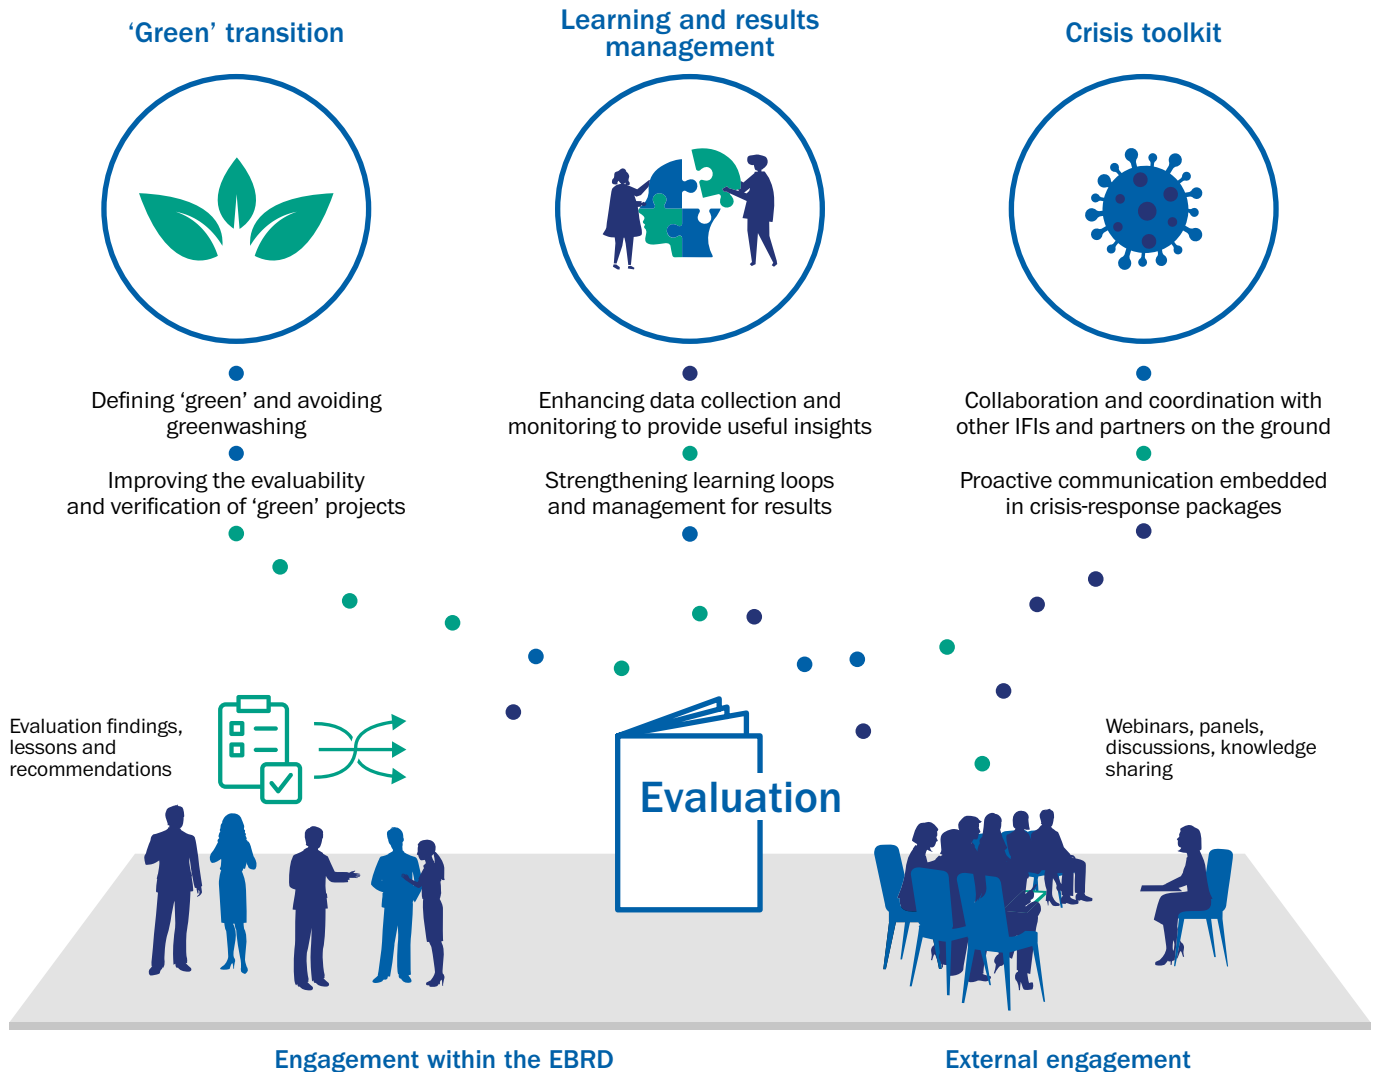 ‘Green’ transition
Defining ‘green’ and avoiding
greenwashing
Improving the evaluability
and verification of ‘green’ projects
Learning and results
management
Enhancing data collection and
monitoring to provide useful insights
Strengthening learning loops
and management for results
Crisis toolkit
Collaboration and coordination with
other IFIs and partners on the ground
Proactive communication embedded
in crisis-response packages
Evaluation findings,
lessons and
recommendations
Evaluation
Webinars, panels,
discussions, knowledge
sharing
Engagement within the EBRD
External engagement